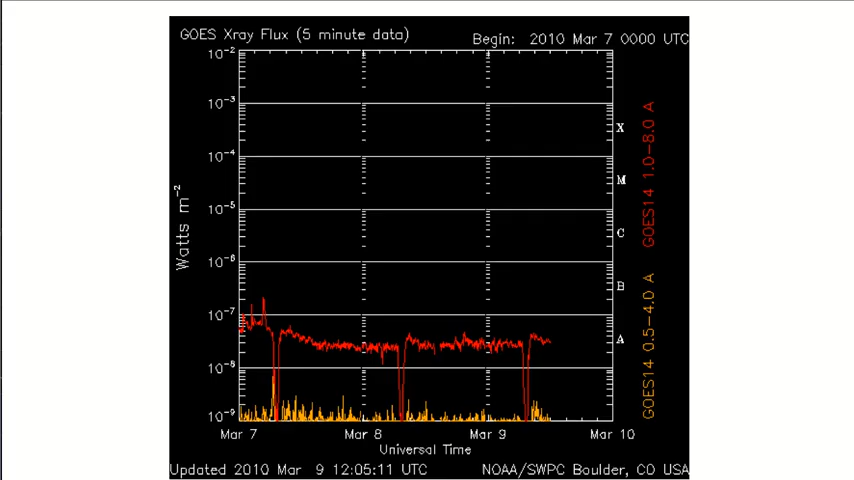 GOES Xray Flux (5 minute data)
Begin: 2010 Mar 7 0000 UTC
10⁻²
10⁻³
10⁻⁴
10⁻⁵
10⁻⁶
10⁻⁷
10⁻⁸
10⁻⁹
Watts m⁻²
X
M
C
B
A
GOES14 1.0–8.0 A
GOES14 0.5–4.0 A
Mar 7 Mar 8 Mar 9 Mar 10
Universal Time
Updated 2010 Mar 9 12:05:11 UTC
NOAA/SWPC Boulder, CO USA